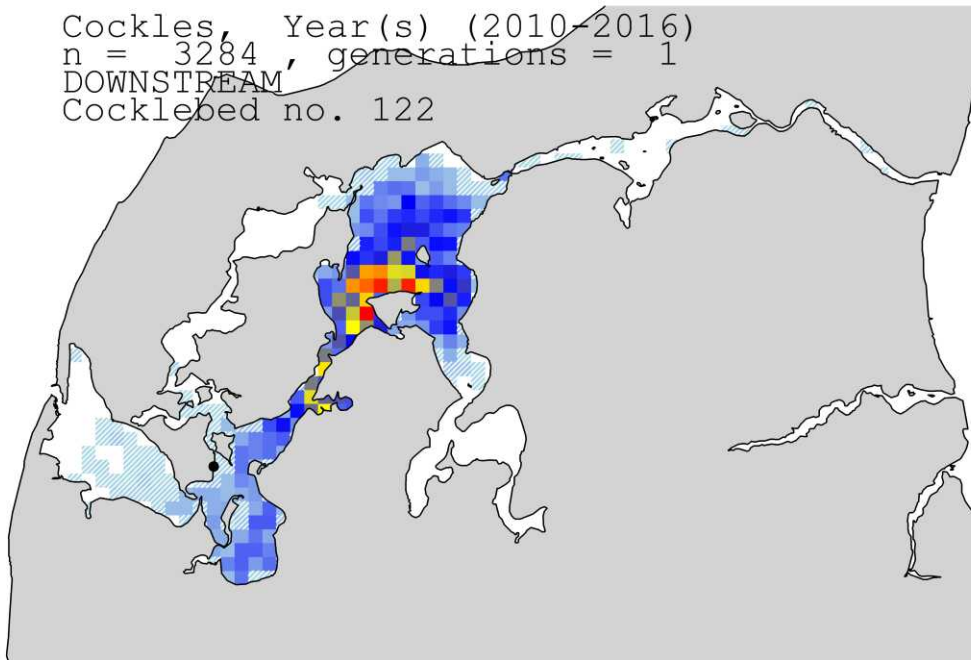 Cockles, Year(s) (2010-2016)
n = 3284 , generations = 1
DOWNSTREAM
Cocklebed no. 122